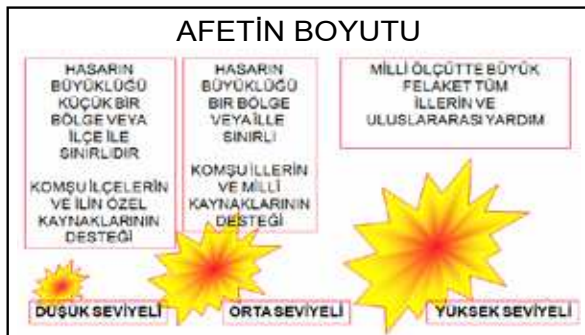 AFETİN BOYUTU
HASARIN
BÜYÜKLÜĞÜ
KÜÇÜK BİR
BÖLGE VEYA
İLÇE İLE
SINIRLIDIR
KOMŞU İLÇELERİN
VE İLİN ÖZEL
KAYNAKLARININ
DESTEĞİ
HASARIN
BÜYÜKLÜĞÜ
BIR BÖLGE
VEYA İLLE
SINIRLI
KOMŞU İLLERİN
VE MİLLİ
KAYNAKLARININ
DESTEĞİ
MİLLİ ÖLÇÜTTE BÜYÜK
FELAKET TÜM
İLLERİN VE
ULUSLARARASI YARDIM
DÜŞÜK SEVİYELİ
ORTA SEVİYELİ
YÜKSEK SEVİYELİ